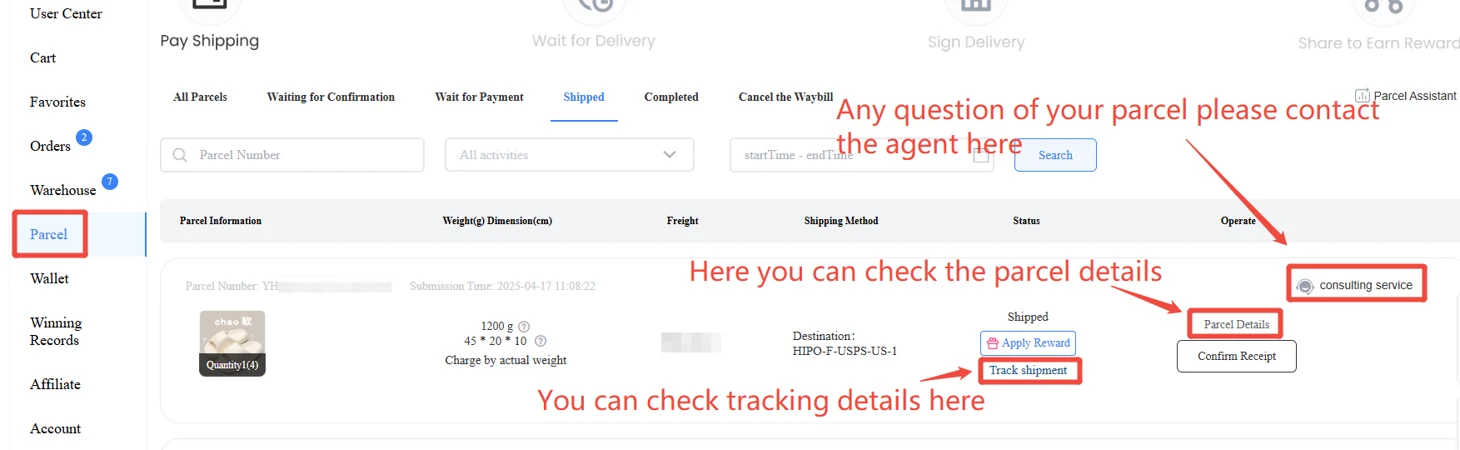 User Center
Cart
Favorites
Orders 2
Warehouse 7
Parcel
Wallet
Winning
Records
Affiliate
Account
Pay Shipping
Wait for Delivery
Sign Delivery
Share to Earn Reward
All Parcels
Waiting for Confirmation
Wait for Payment
Shipped
Completed
Cancel the Waybill
Parcel Assistant
Any question of your parcel please contact
the agent here
Parcel Number
All activities
startTime - endTime
Search
Parcel Information
Weight(g) Dimension(cm)
Freight
Shipping Method
Status
Operate
Here you can check the parcel details
consulting service
Parcel Number: YH
Submission Time: 2025-04-17 11:08:22
chao 软
Quantity1(4)
1200 g ?
45 * 20 * 10 ?
Charge by actual weight
Destination：
HIPO-F-USPS-US-1
Shipped
Apply Reward
Track shipment
Parcel Details
Confirm Receipt
You can check tracking details here